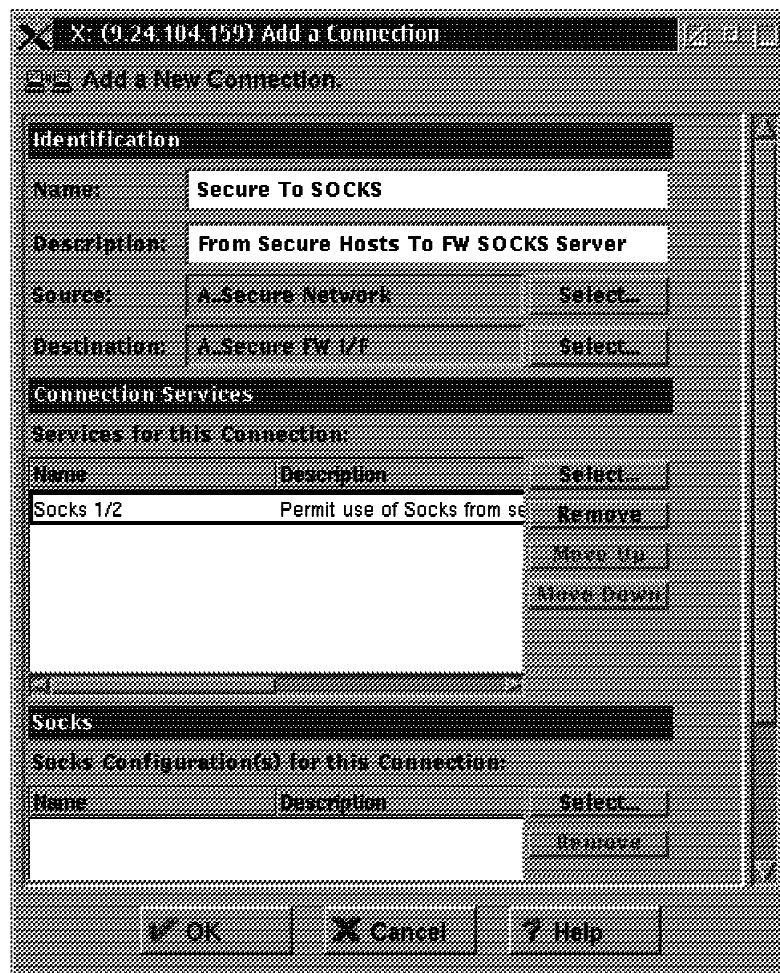 X: (9.24.104.159) Add a Connection
Add a New Connection.
Identification
Name: Secure To SOCKS
Description: From Secure Hosts To FW SOCKS Server
Source: A..Secure Network Select...
Destination: A..Secure FW I/f Select...
Connection Services
Services for this Connection:
Name Description Select...
Socks 1/2 Permit use of Socks from se Remove
Move Up
Move Down
Socks
Socks Configuration(s) for this Connection:
Name Description Select...
Remove
OK Cancel ? Help